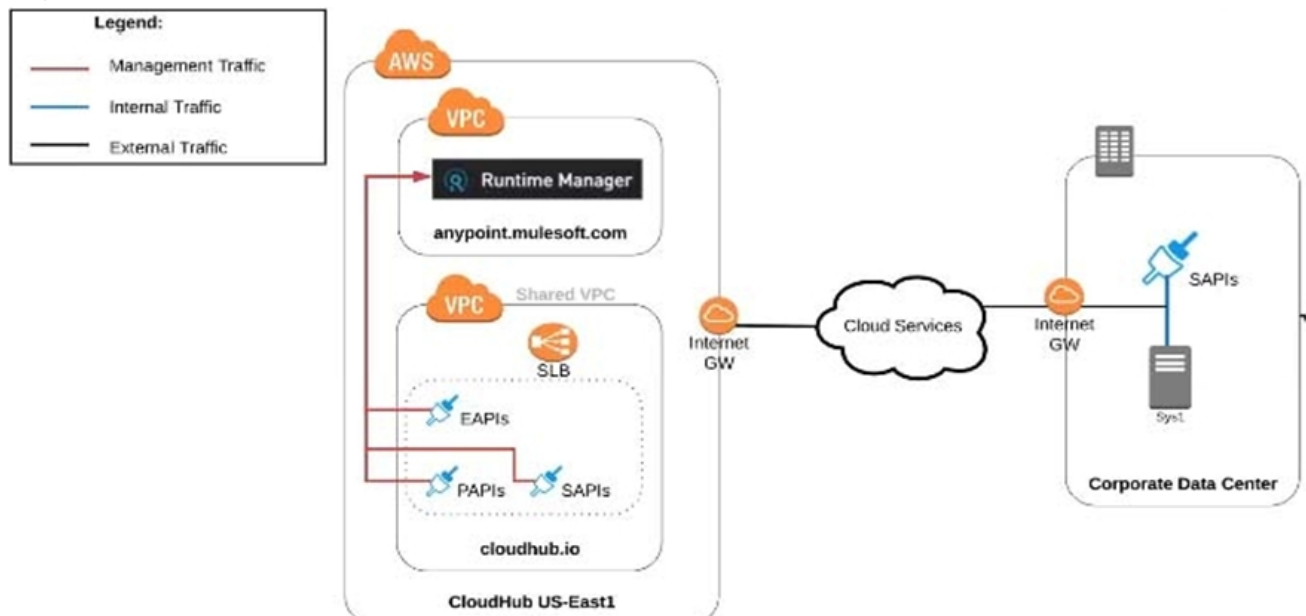 Legend:
Management Traffic
Internal Traffic
External Traffic
AWS
VPC
Runtime Manager
anypoint.mulesoft.com
VPC
Shared VPC
SLB
EAPIs
PAPIs
SAPIs
cloudhub.io
CloudHub US-East1
Internet
GW
Cloud Services
Internet
GW
SAPIs
Sys1
Corporate Data Center